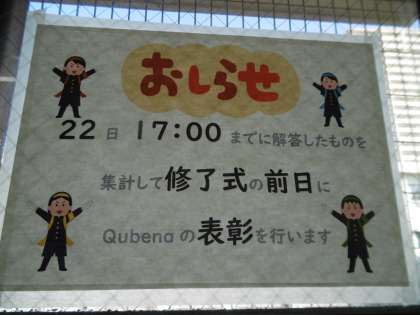 おしらせ
22日 17:00 までに解答したものを
集計して修了式の前日に
Qubena の表彰を行います